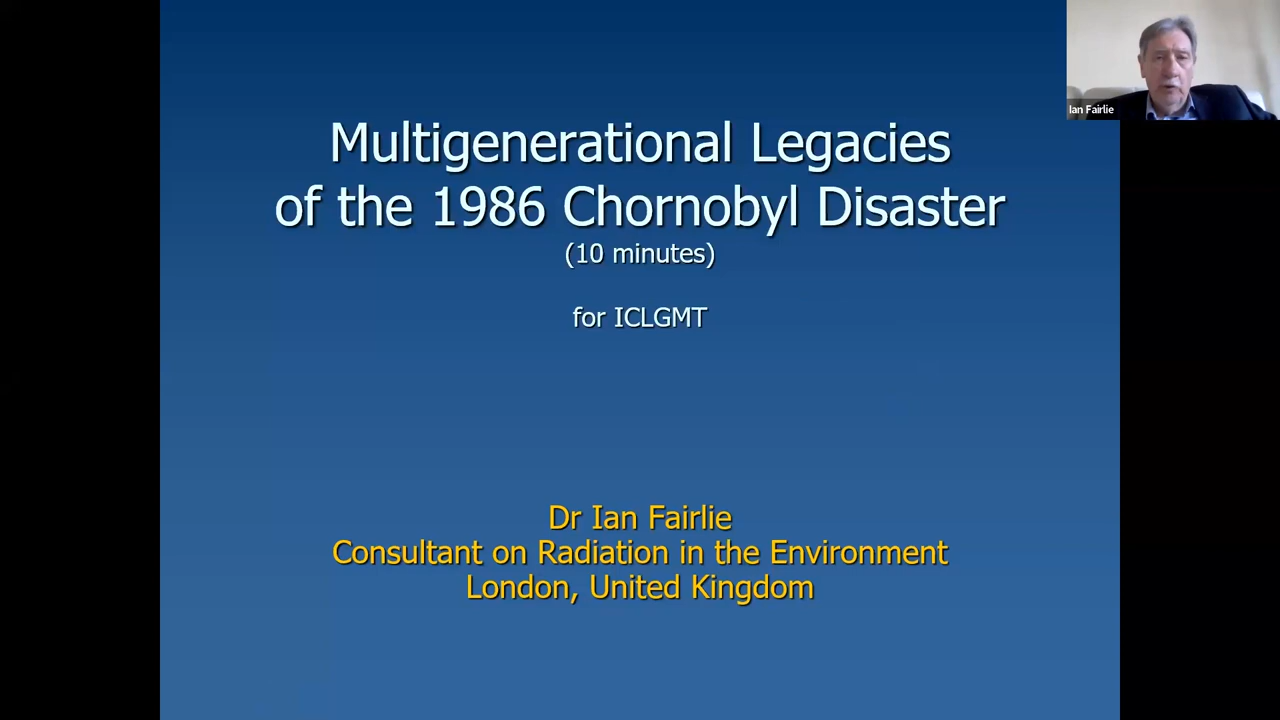 Multigenerational Legacies
of the 1986 Chornobyl Disaster
(10 minutes)
for ICLGMT
Dr Ian Fairlie
Consultant on Radiation in the Environment
London, United Kingdom
Ian Fairlie